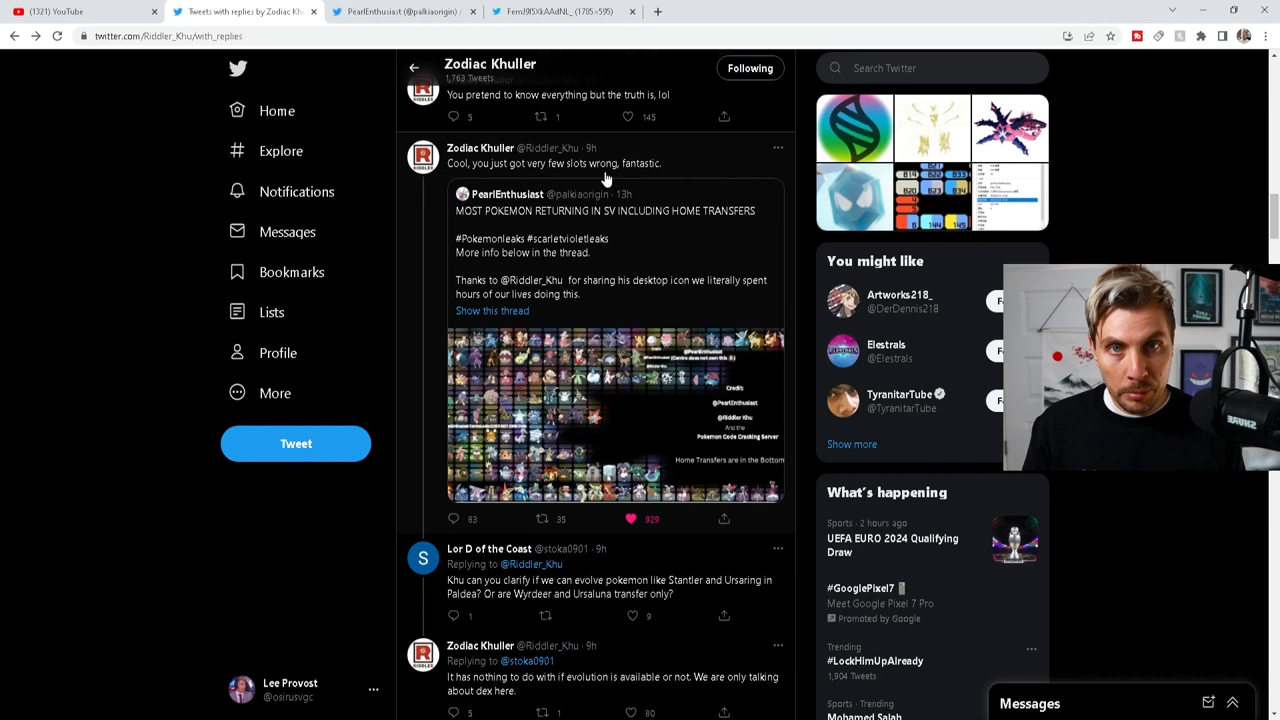 (1321) YouTube
Tweets with replies by Zodiac Kh
PearlEnthusiast (@palkiaorigin) /
FemJ9I5XkAAdNL_ (1785×595)
twitter.com/Riddler_Khu/with_replies
Home
Explore
Notifications
Messages
Bookmarks
Lists
Profile
More
Tweet
Lee Provost
@osirusvgc
Zodiac Khuller
1,763 Tweets
Following
You pretend to know everything but the truth is, lol
5 1 145
Zodiac Khuller @Riddler_Khu · 9h
Cool, you just got very few slots wrong, fantastic.
PearlEnthusiast @palkiaorigin · 13h
MOST POKEMON RETURNING IN SV INCLUDING HOME TRANSFERS
#Pokemonleaks #scarletvioletleaks
More info below in the thread.
Thanks to @Riddler_Khu for sharing his desktop icon we literally spent
hours of our lives doing this.
Show this thread
@PearlEnthusiast
Credit:
@PearlEnthusiast
@Riddler Khu
And the
Pokemon Code Cracking Server
Home Transfers are in the Bottom
83 35 929
S
Lor D of the Coast @stoka0901 · 9h
Replying to @Riddler_Khu
Khu can you clarify if we can evolve pokemon like Stantler and Ursaring in
Paldea? Or are Wyrdeer and Ursaluna transfer only?
1 9
Zodiac Khuller @Riddler_Khu · 9h
Replying to @stoka0901
It has nothing to do with if evolution is available or not. We are only talking
about dex here.
5 1 80
Search Twitter
You might like
Artworks218_
@DerDennis218
Elestrals
@Elestrals
TyranitarTube
@TyranitarTube
Show more
What's happening
Sports · 2 hours ago
UEFA EURO 2024 Qualifying
Draw
#GooglePixel7
Meet Google Pixel 7 Pro
Promoted by Google
Trending
#LockHimUpAlready
1,904 Tweets
Sports · Trending
Mohamed Salah
Messages